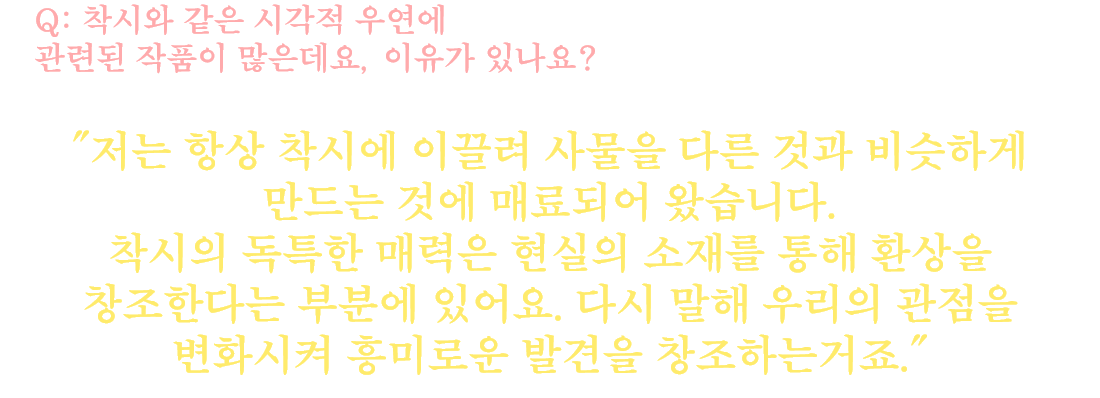 Q: 착시와 같은 시각적 우연에
관련된 작품이 많은데요, 이유가 있나요?
"저는 항상 착시에 이끌려 사물을 다른 것과 비슷하게
만드는 것에 매료되어 왔습니다.
착시의 독특한 매력은 현실의 소재를 통해 환상을
창조한다는 부분에 있어요. 다시 말해 우리의 관점을
변화시켜 흥미로운 발견을 창조하는거죠."